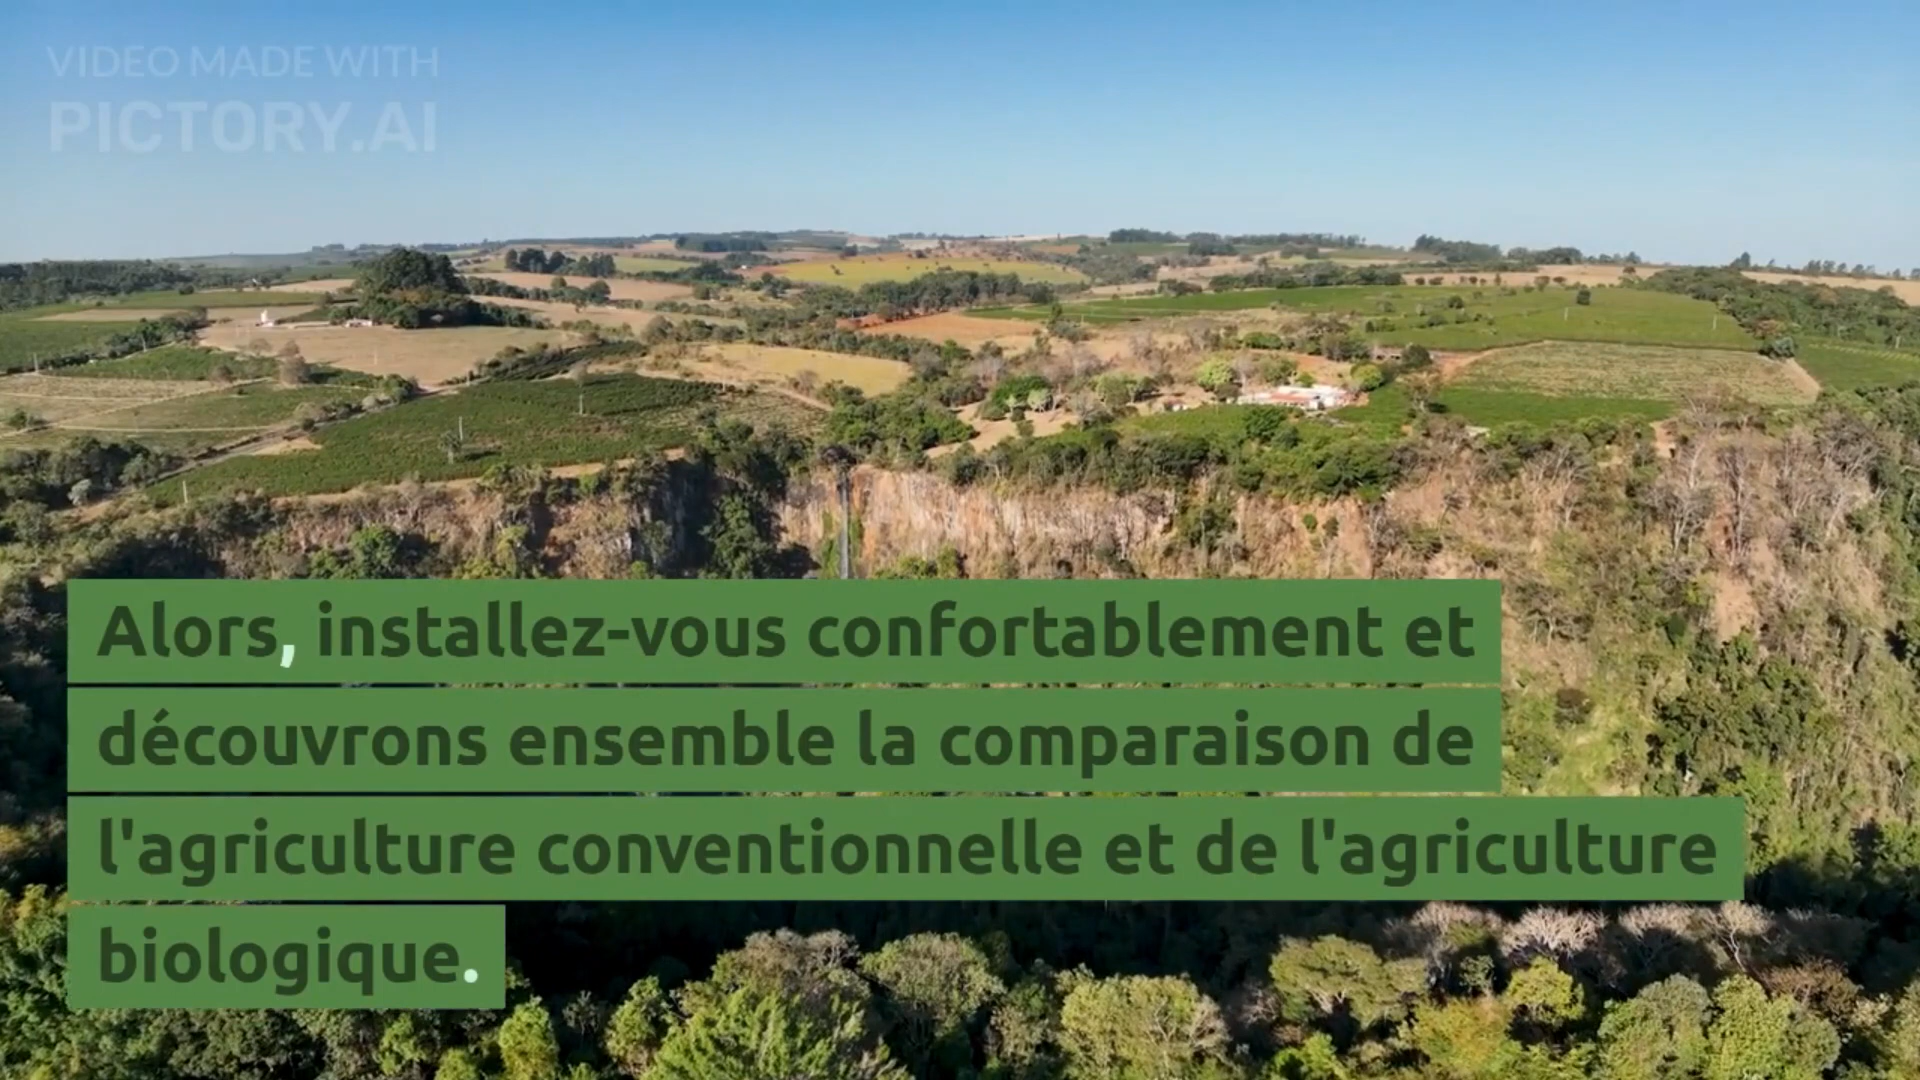 VIDEO MADE WITH
PICTORY.AI
Alors, installez-vous confortablement et
découvrons ensemble la comparaison de
l'agriculture conventionnelle et de l'agriculture
biologique.